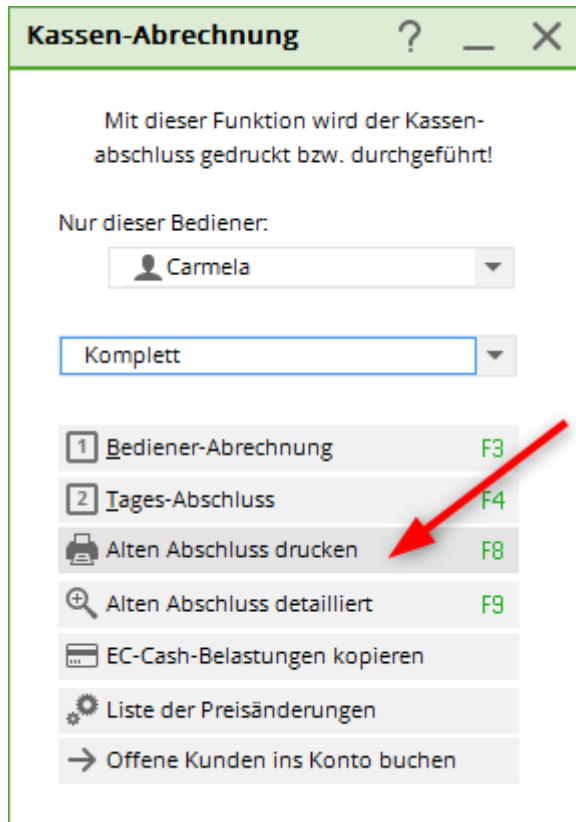 Kassen-Abrechnung ?
Mit dieser Funktion wird der Kassen-
abschluss gedruckt bzw. durchgeführt!
Nur dieser Bediener:
Carmela
Komplett
1 Bediener-Abrechnung F3
2 Tages-Abschluss F4
Alten Abschluss drucken F8
Alten Abschluss detailliert F9
EC-Cash-Belastungen kopieren
Liste der Preisänderungen
Offene Kunden ins Konto buchen